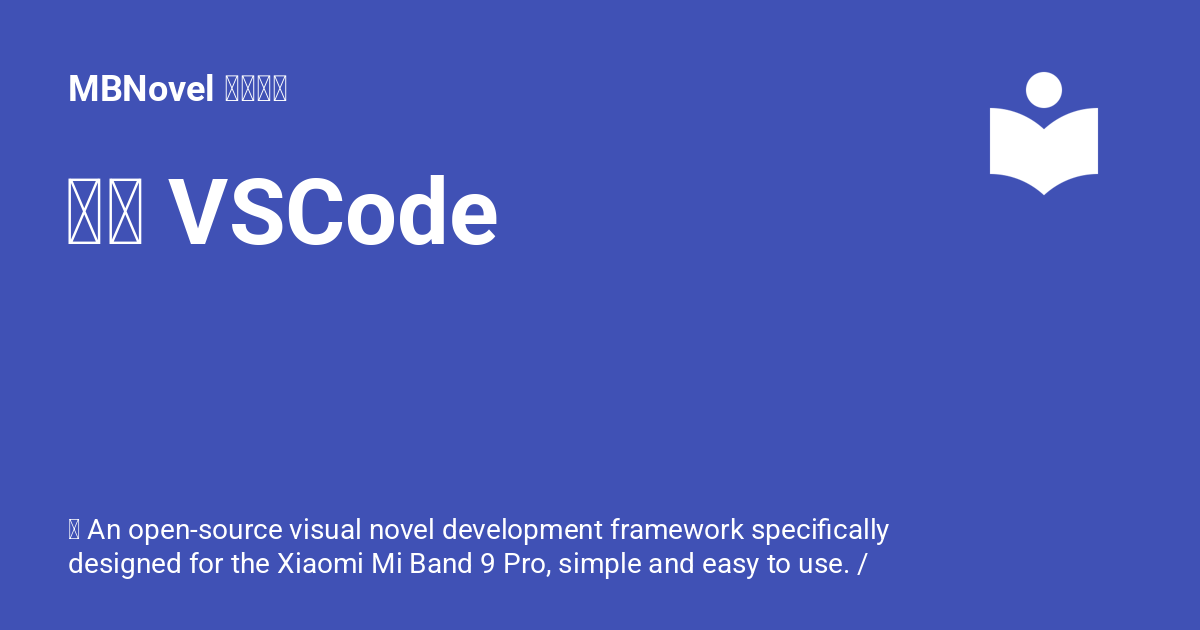 MBNovel
VSCode
An open-source visual novel development framework specifically
designed for the Xiaomi Mi Band 9 Pro, simple and easy to use. /